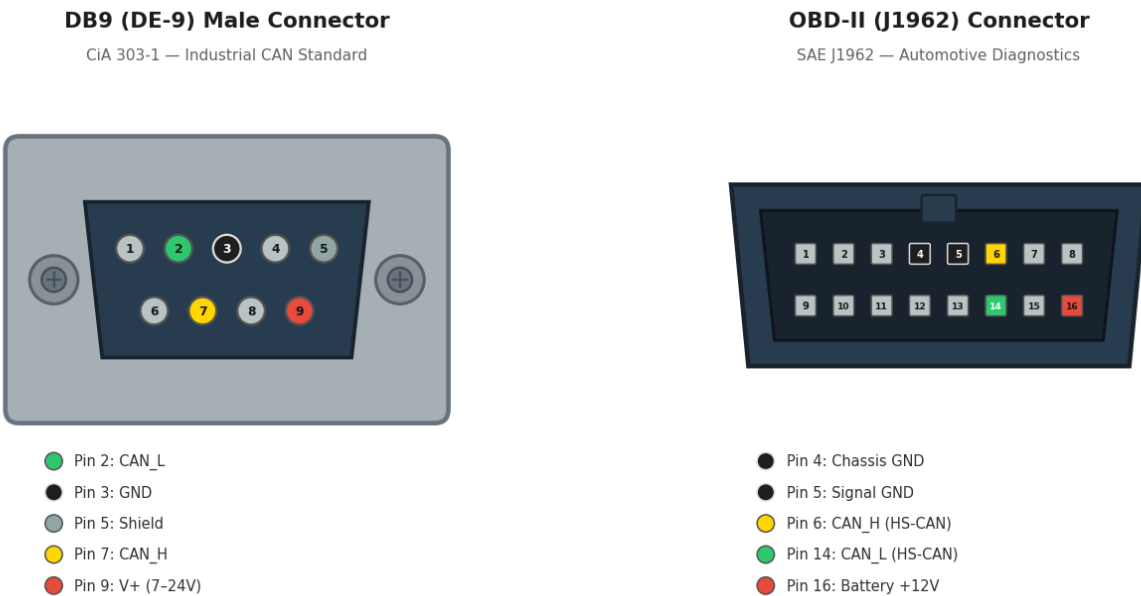 DB9 (DE-9) Male Connector
CiA 303-1 — Industrial CAN Standard
1 2 3 4 5
6 7 8 9
Pin 2: CAN_L
Pin 3: GND
Pin 5: Shield
Pin 7: CAN_H
Pin 9: V+ (7–24V)
OBD-II (J1962) Connector
SAE J1962 — Automotive Diagnostics
1 2 3 4 5 6 7 8
9 10 11 12 13 14 15 16
Pin 4: Chassis GND
Pin 5: Signal GND
Pin 6: CAN_H (HS-CAN)
Pin 14: CAN_L (HS-CAN)
Pin 16: Battery +12V